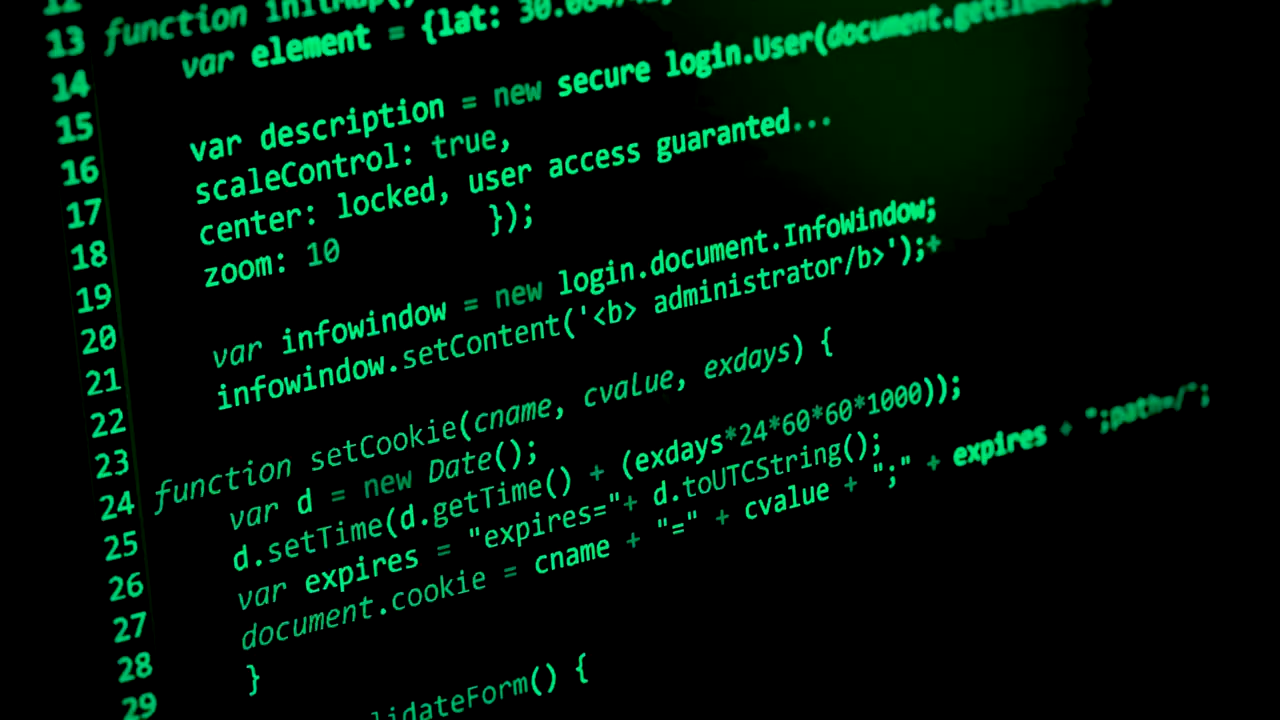 13 function initMap()
14 var element = {lat:
15
16 var description = new secure login.User(document.getElement
17 scaleControl: true,
18 center: locked, user access guaranted...
19 zoom: 10 });
20
21 var infowindow = new login.document.InfoWindow;
22 infowindow.setContent('<b> administrator/b>');+
23
24 function setCookie(cname, cvalue, exdays) {
25 var d = new Date();
26 d.setTime(d.getTime() + (exdays*24*60*60*1000));
27 var expires = "expires="+ d.toUTCString();
28 document.cookie = cname + "=" + cvalue + ";" + expires + ";path=/";
29 }
lidateForm() {